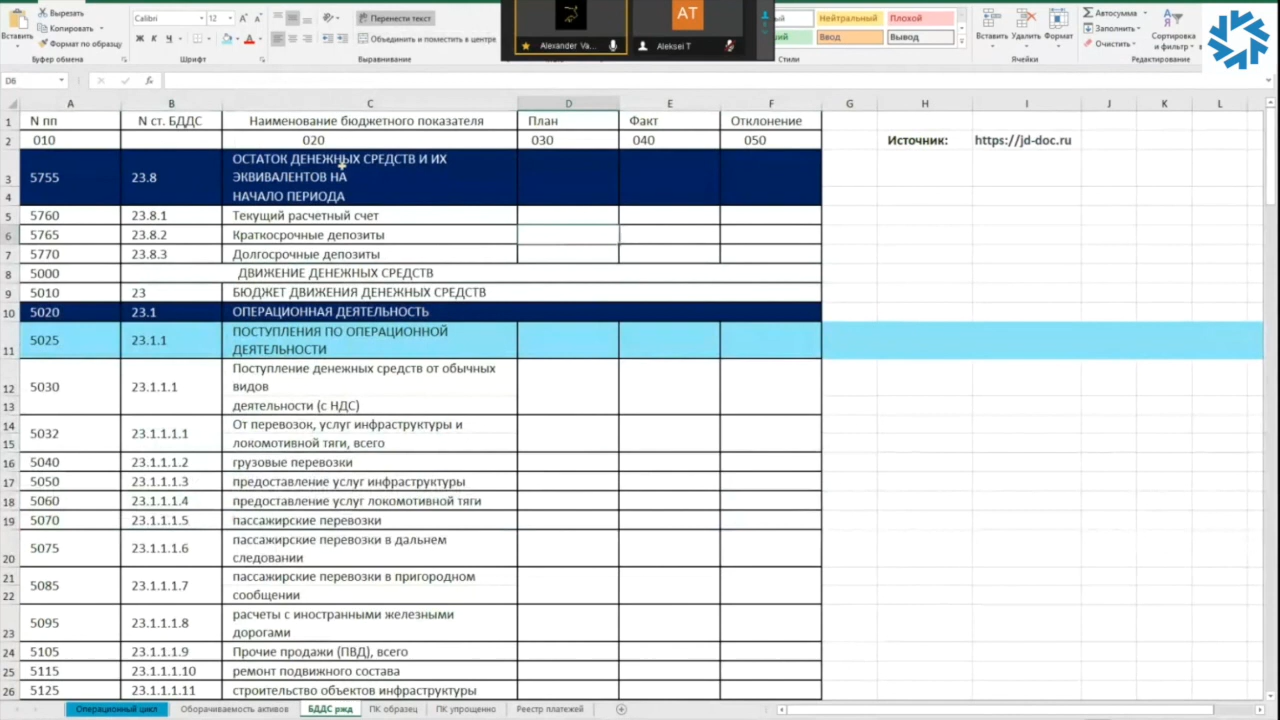 Вырезать
Копировать
Формат по образцу
Вставить
Буфер обмена
Calibri
12
Ж К Ч
Шрифт
Перенести текст
Объединить и поместить в центре
Выравнивание
Alexander Va...
AT
Aleksei T
Нейтральный
Плохой
Ввод
Вывод
Стили
Вставить
Удалить
Формат
Ячейки
Автосумма
Заполнить
Очистить
Сортировка
и фильтр
Редактирование
D6
fx
A B C D E F G H I J K L
1 N пп N ст. БДДС Наименование бюджетного показателя План Факт Отклонение
2 010 020 030 040 050 Источник: https://jd-doc.ru
ОСТАТОК ДЕНЕЖНЫХ СРЕДСТВ И ИХ
3 5755 23.8 ЭКВИВАЛЕНТОВ НА
4 НАЧАЛО ПЕРИОДА
5 5760 23.8.1 Текущий расчетный счет
6 5765 23.8.2 Краткосрочные депозиты
7 5770 23.8.3 Долгосрочные депозиты
8 5000 ДВИЖЕНИЕ ДЕНЕЖНЫХ СРЕДСТВ
9 5010 23 БЮДЖЕТ ДВИЖЕНИЯ ДЕНЕЖНЫХ СРЕДСТВ
10 5020 23.1 ОПЕРАЦИОННАЯ ДЕЯТЕЛЬНОСТЬ
ПОСТУПЛЕНИЯ ПО ОПЕРАЦИОННОЙ
11 5025 23.1.1 ДЕЯТЕЛЬНОСТИ
Поступление денежных средств от обычных
12 5030 23.1.1.1 видов
13 деятельности (с НДС)
14 5032 23.1.1.1.1 От перевозок, услуг инфраструктуры и
15 локомотивной тяги, всего
16 5040 23.1.1.1.2 грузовые перевозки
17 5050 23.1.1.1.3 предоставление услуг инфраструктуры
18 5060 23.1.1.1.4 предоставление услуг локомотивной тяги
19 5070 23.1.1.1.5 пассажирские перевозки
5075 23.1.1.1.6 пассажирские перевозки в дальнем
20 следовании
21 5085 23.1.1.1.7 пассажирские перевозки в пригородном
22 сообщении
5095 23.1.1.1.8 расчеты с иностранными железными
23 дорогами
24 5105 23.1.1.1.9 Прочие продажи (ПВД), всего
25 5115 23.1.1.1.10 ремонт подвижного состава
26 5125 23.1.1.1.11 строительство объектов инфраструктуры
Операционный цикл Оборачиваемость активов БДДС ржд ПК образец ПК упрощенно Реестр платежей